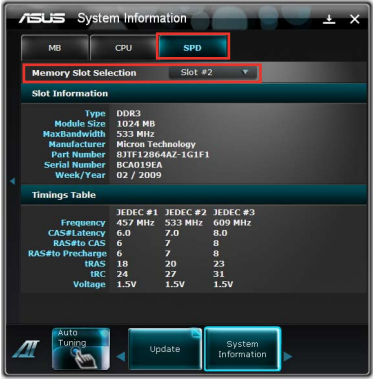 ASUS System Information
MB CPU SPD
Memory Slot Selection Slot #2
Slot Information
Type DDR3
Module Size 1024 MB
MaxBandwidth 533 MHz
Manufacturer Micron Technology
Part Number 8JTF12864AZ-1G1F1
Serial Number BCA019EA
Week/Year 02 / 2009
Timings Table
JEDEC #1 JEDEC #2 JEDEC #3
Frequency 457 MHz 533 MHz 609 MHz
CAS#Latency 6.0 7.0 8.0
RAS#to CAS 6 7 8
RAS#to Precharge 6 7 8
tRAS 18 20 23
tRC 24 27 31
Voltage 1.5V 1.5V 1.5V
Auto
Tuning
Update
System
Information